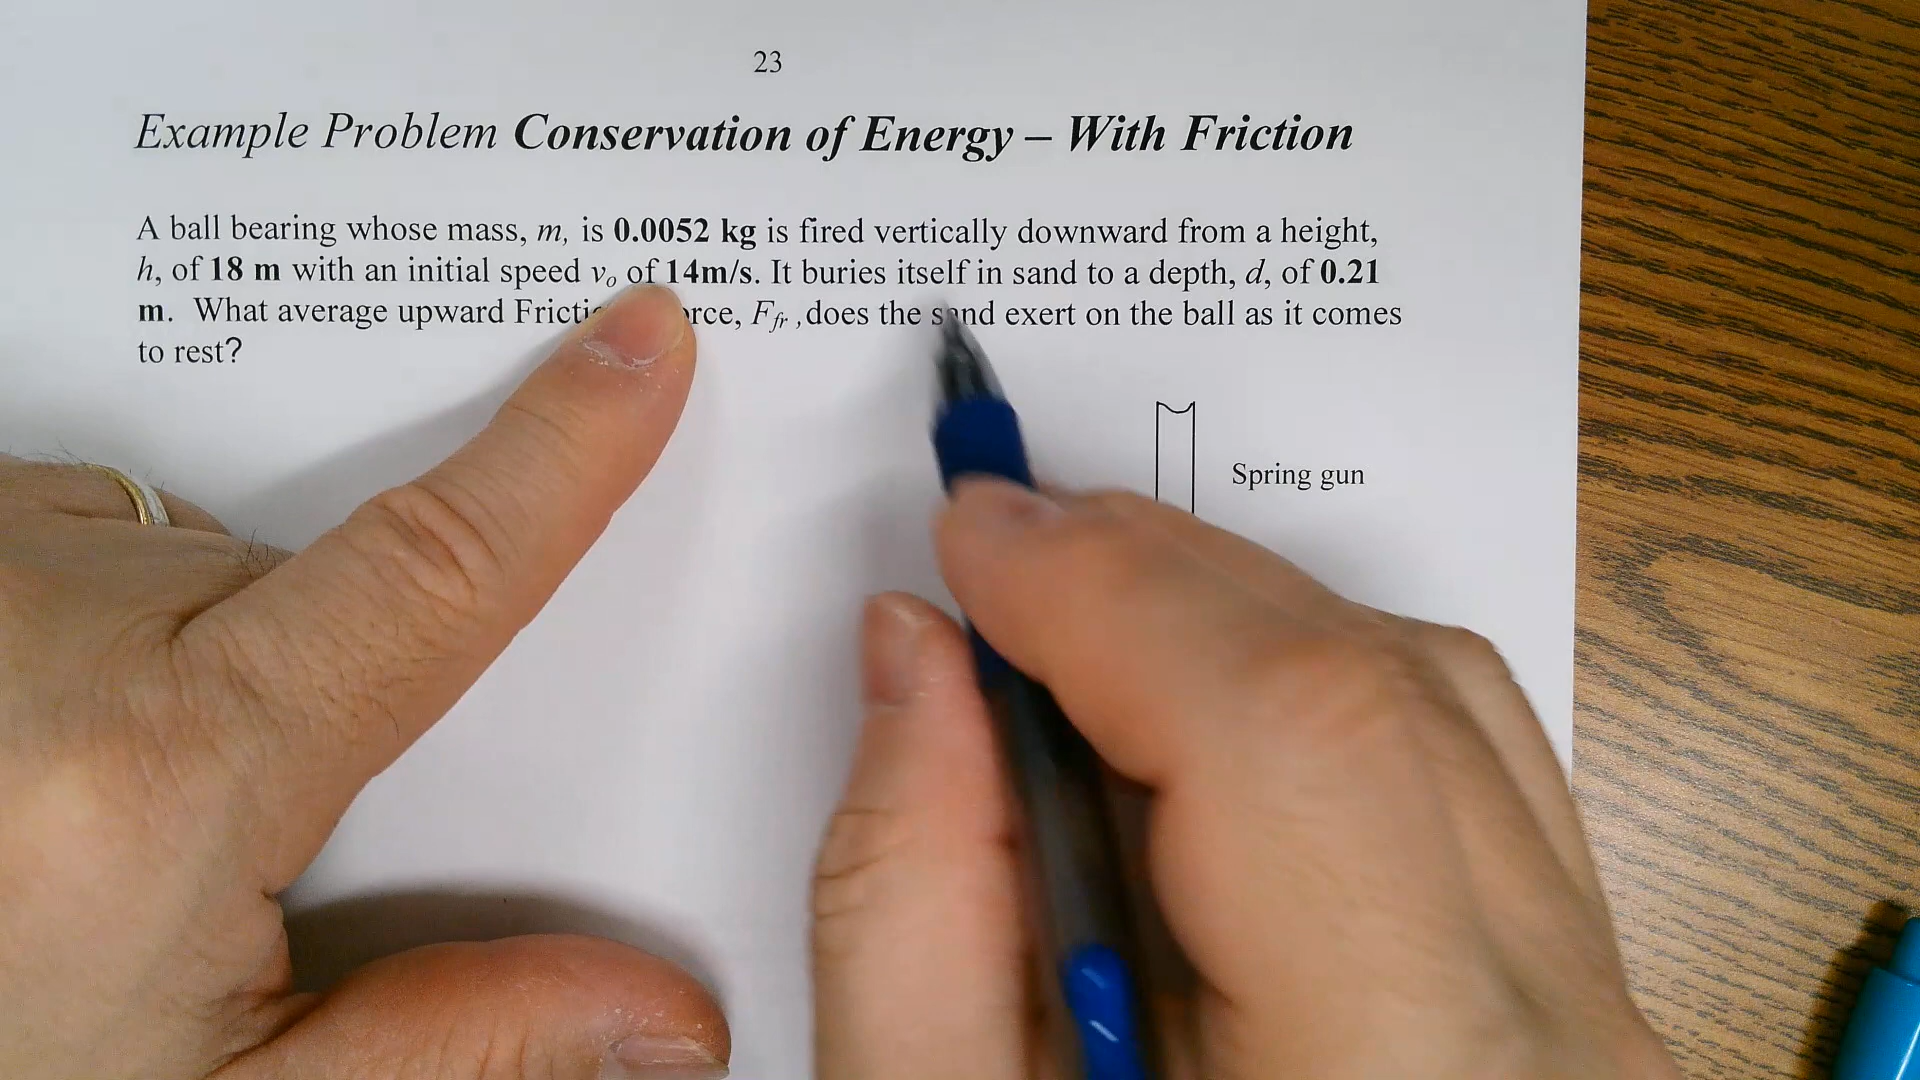 23
Example Problem Conservation of Energy – With Friction
A ball bearing whose mass, m, is 0.0052 kg is fired vertically downward from a height,
h, of 18 m with an initial speed vo of 14m/s. It buries itself in sand to a depth, d, of 0.21
m. What average upward Ffr ,does the sand exert on the ball as it comes
to rest?
Spring gun